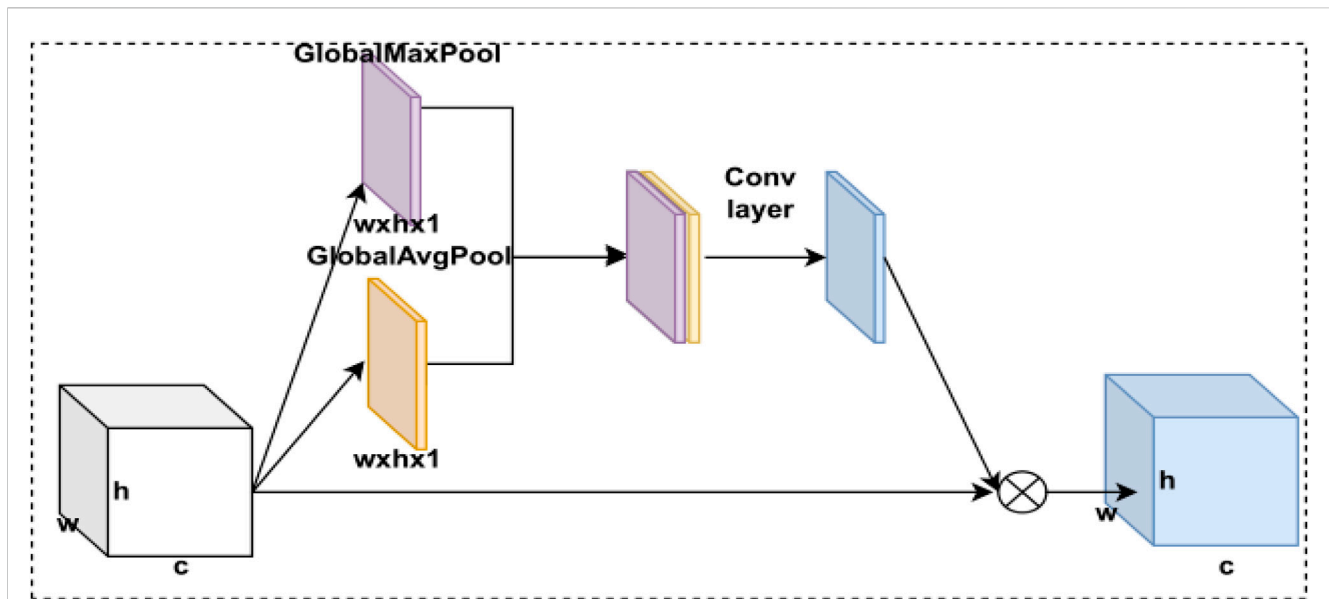 GlobalMaxPool
wxhx1
GlobalAvgPool
wxhx1
Conv
layer
h
w
c
h
w
c